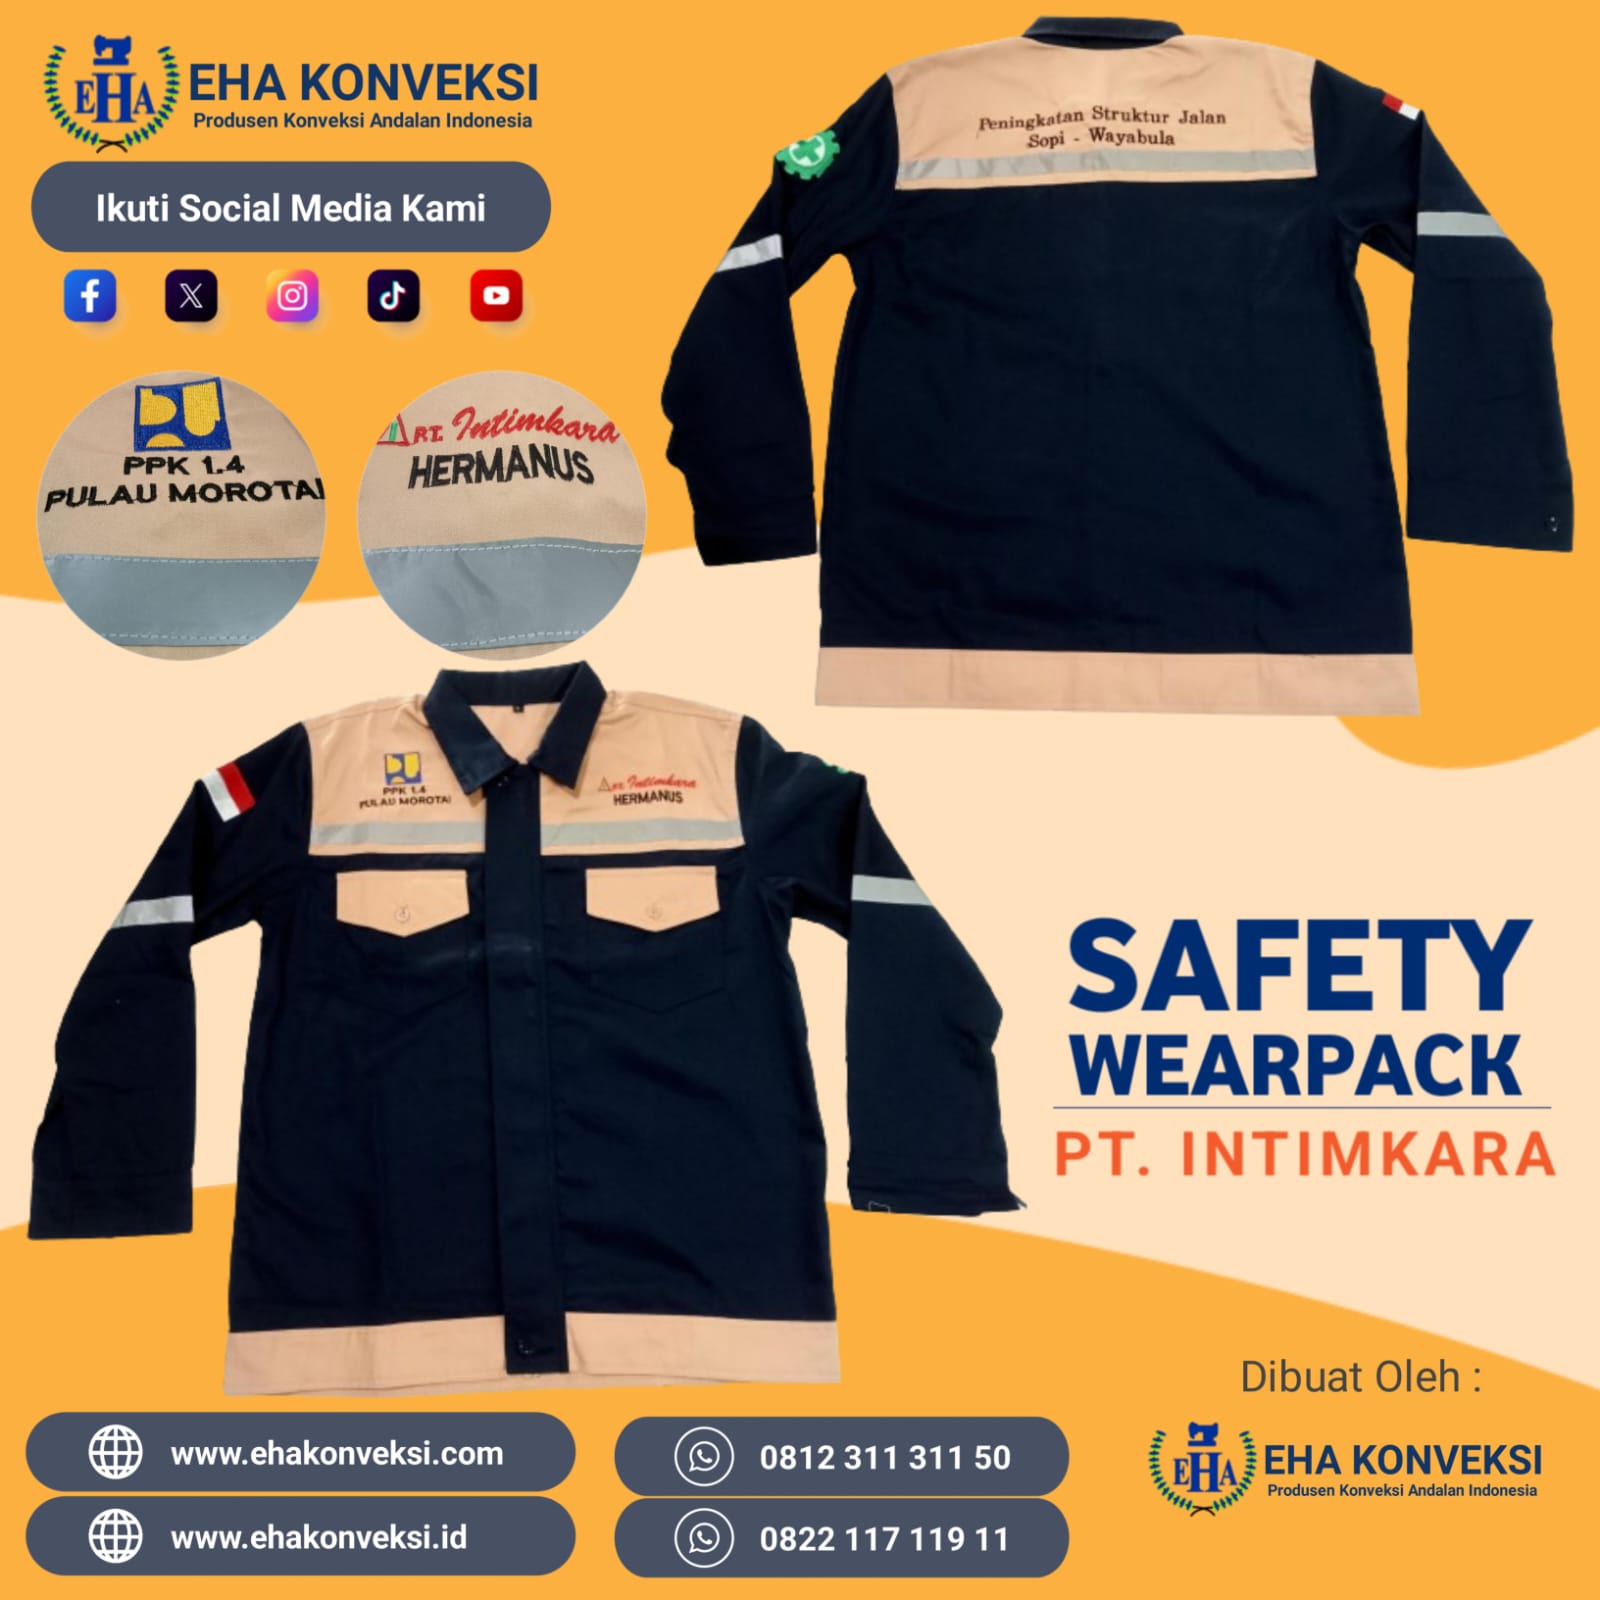 EHA
EHA KONVEKSI
Produsen Konveksi Andalan Indonesia
Ikuti Social Media Kami
Peningkatan Struktur Jalan
Sopi - Wayabula
PPK 1.4
PULAU MOROTAI
PT. Intimkara
HERMANUS
PPK 1.4
PULAU MOROTAI
PT. Intimkara
HERMANUS
SAFETY
WEARPACK
PT. INTIMKARA
Dibuat Oleh :
EHA
EHA KONVEKSI
Produsen Konveksi Andalan Indonesia
www.ehakonveksi.com
0812 311 311 50
www.ehakonveksi.id
0822 117 119 11